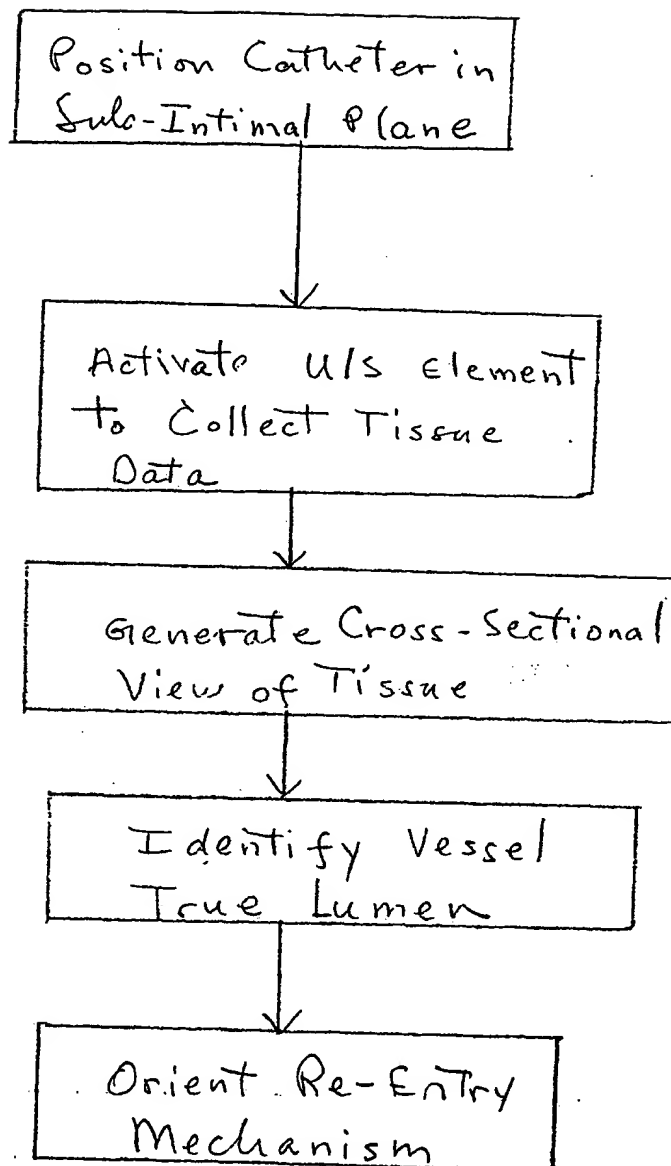 Position Catheter in
Sub-Intimal Plane
Activate U/S Element
to Collect Tissue
Data
Generate Cross-Sectional
View of Tissue
Identify Vessel
True Lumen
Orient Re-Entry
Mechanism